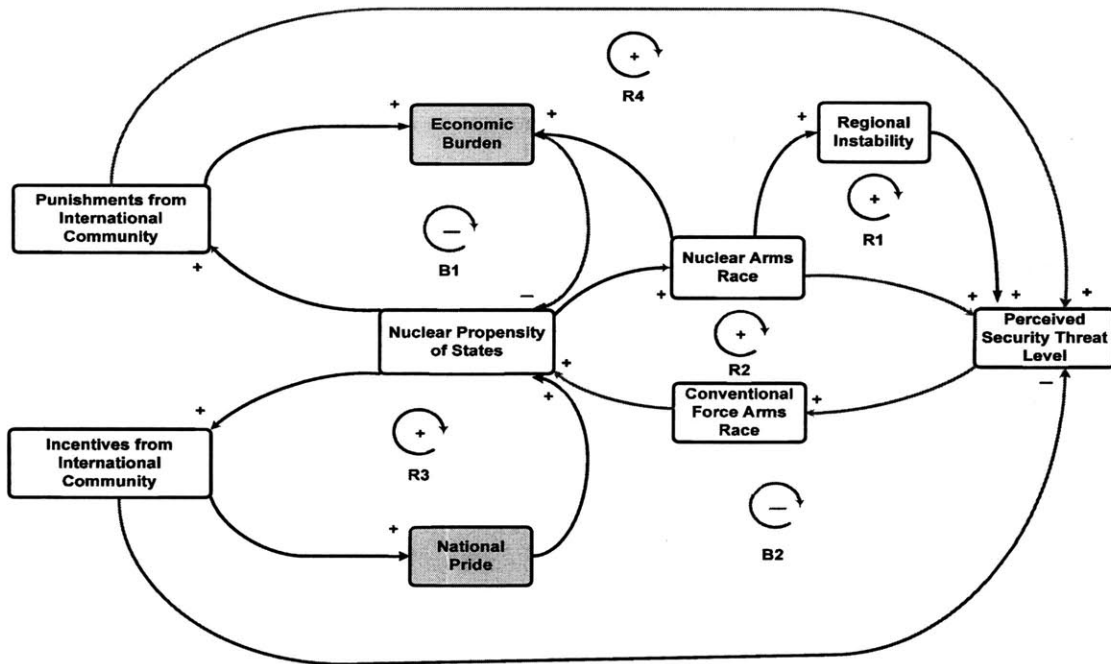 +
R4
+
Economic
Burden
+
+
Regional
Instability
Punishments from
International
Community
+
—
B1
+
R1
Nuclear Arms
Race
+
—
+
Nuclear Propensity
of States
+
R2
+
+
+
Perceived
Security Threat
Level
—
+
+
Conventional
Force Arms
Race
+
+
Incentives from
International
Community
+
R3
+
National
Pride
—
B2